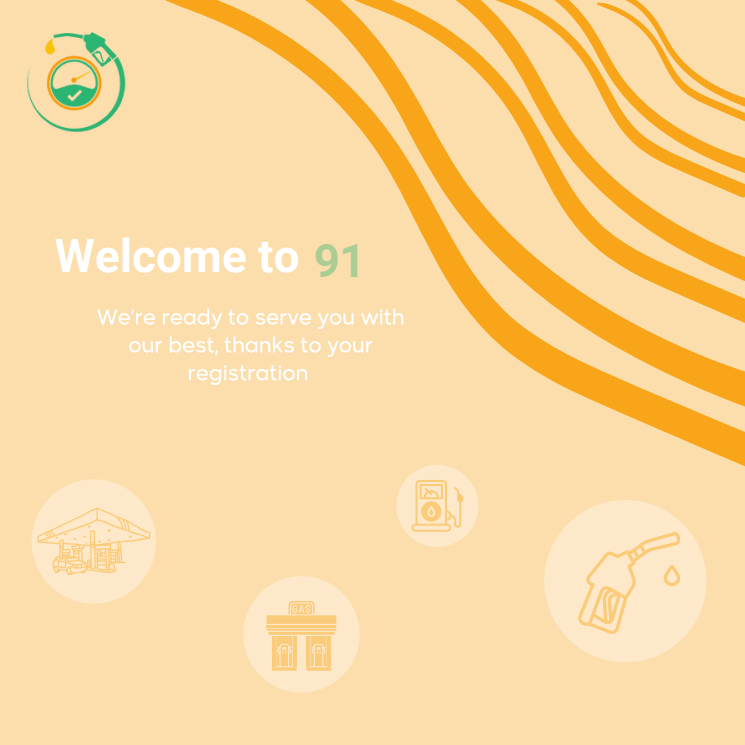 Welcome to 91
We're ready to serve you with
our best, thanks to your
registration
GAS